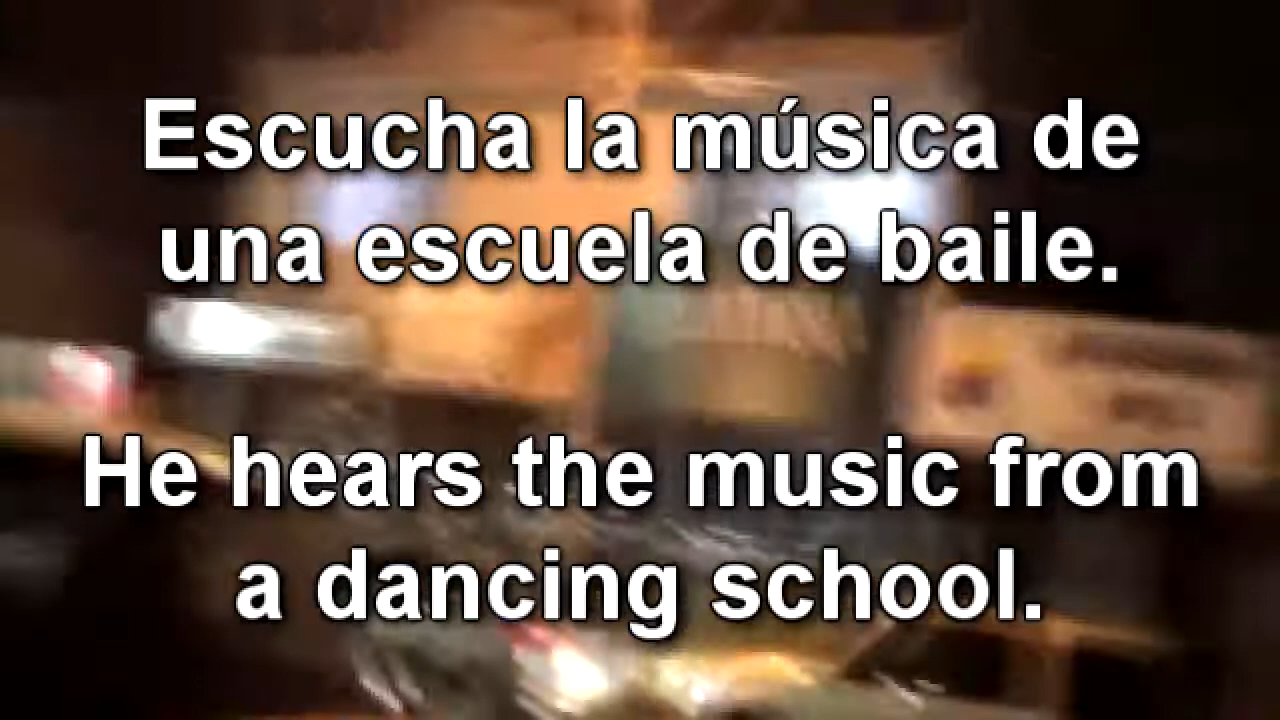 Escucha la música de
una escuela de baile.
He hears the music from
a dancing school.